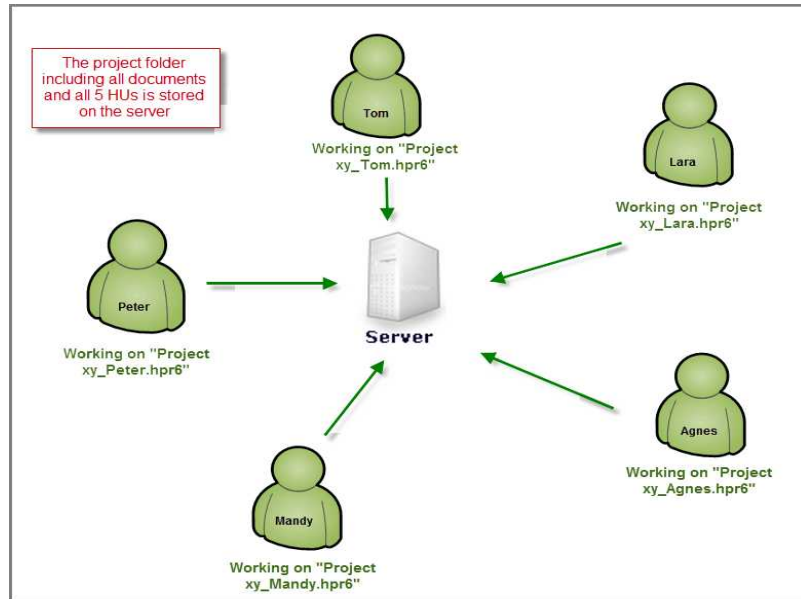 The project folder
including all documents
and all 5 HUs is stored
on the server
Tom
Working on "Project
xy_Tom.hpr6"
Lara
Working on "Project
xy_Lara.hpr6"
Peter
Working on "Project
xy_Peter.hpr6"
Server
Agnes
Working on "Project
xy_Agnes.hpr6"
Mandy
Working on "Project
xy_Mandy.hpr6"